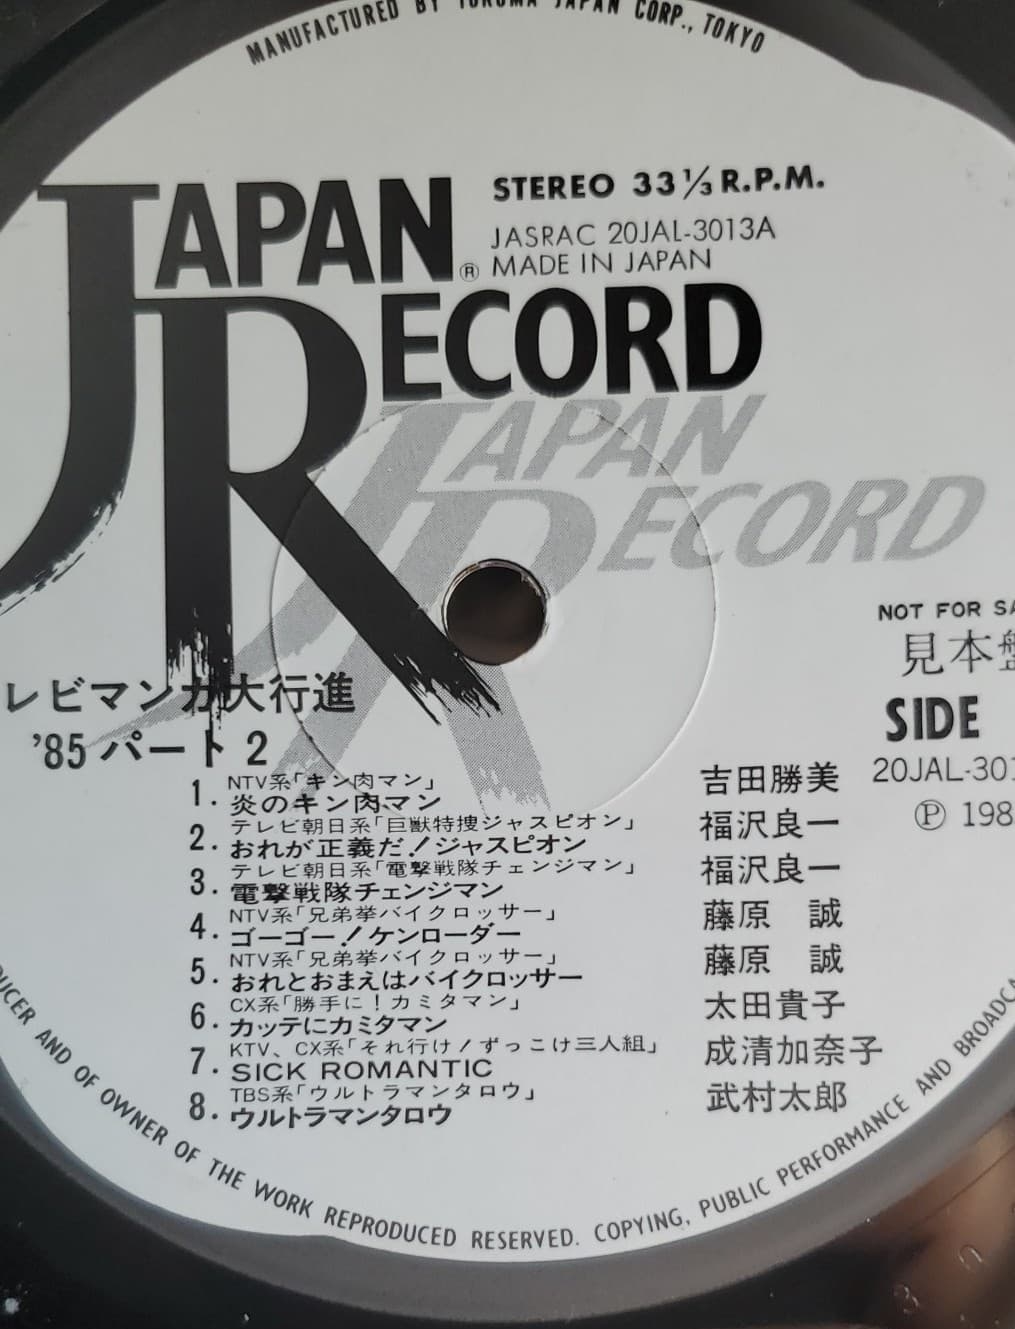 MANUFACTURED BY TOKUMA JAPAN CORP., TOKYO
JAPAN RECORD
®
STEREO 33 1/3 R.P.M.
JASRAC 20JAL-3013A
MADE IN JAPAN
JAPAN RECORD
NOT FOR
見本
レビマンガ大行進
'85 パート2
SIDE
20JAL-301
Ⓟ 198
NTV系「キン肉マン」
1. 炎のキン肉マン 吉田勝美
テレビ朝日系「巨獣特捜ジャスピオン」
2. おれが正義だ!ジャスピオン 福沢良一
テレビ朝日系「電撃戦隊チェンジマン」
3. 電撃戦隊チェンジマン 福沢良一
NTV系「兄弟拳バイクロッサー」
4. ゴーゴー!ケンローダー 藤原 誠
NTV系「兄弟拳バイクロッサー」
5. おれとおまえはバイクロッサー 藤原 誠
CX系「勝手に!カミタマン」
6. カッテにカミタマン 太田貴子
KTV、CX系「それ行け!ずっこけ三人組」
7. SICK ROMANTIC 成清加奈子
TBS系「ウルトラマンタロウ」
8. ウルトラマンタロウ 武村太郎
AND OF OWNER OF THE WORK REPRODUCED RESERVED. COPYING, PUBLIC PERFORMANCE AND